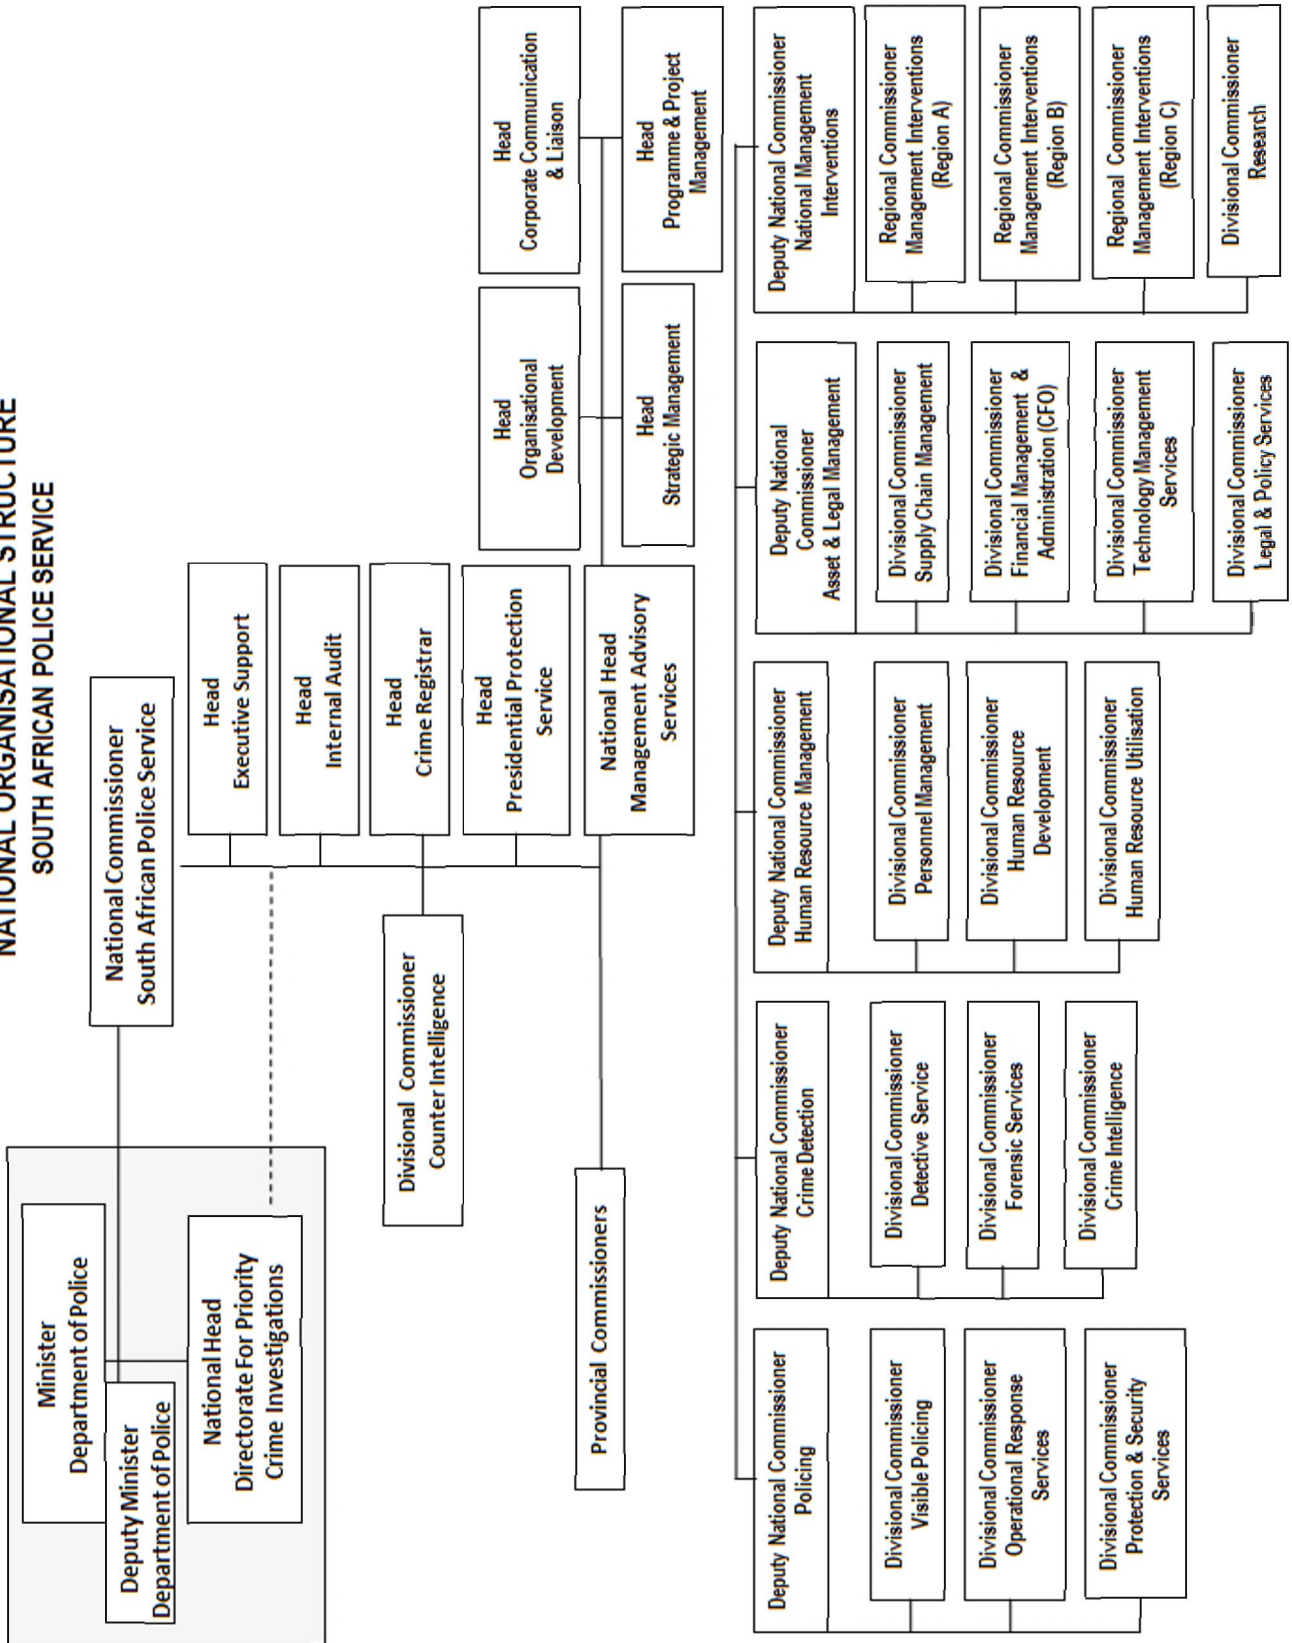 NATIONAL ORGANISATIONAL STRUCTURE
SOUTH AFRICAN POLICE SERVICE
Minister
Department of Police
Deputy Minister
Department of Police
National Head
Directorate For Priority
Crime Investigations
National Commissioner
South African Police Service
Head
Executive Support
Head
Internal Audit
Head
Crime Registrar
Head
Presidential Protection
Service
National Head
Management Advisory
Services
Divisional Commissioner
Counter Intelligence
Provincial Commissioners
Head
Organisational
Development
Head
Corporate Communication
& Liaison
Head
Strategic Management
Head
Programme & Project
Management
Deputy National Commissioner
Policing
Divisional Commissioner
Visible Policing
Divisional Commissioner
Operational Response
Services
Divisional Commissioner
Protection & Security
Services
Deputy National Commissioner
Crime Detection
Divisional Commissioner
Detective Service
Divisional Commissioner
Forensic Services
Divisional Commissioner
Crime Intelligence
Deputy National Commissioner
Human Resource Management
Divisional Commissioner
Personnel Management
Divisional Commissioner
Human Resource
Development
Divisional Commissioner
Human Resource Utilisation
Deputy National
Commissioner
Asset & Legal Management
Divisional Commissioner
Supply Chain Management
Divisional Commissioner
Financial Management &
Administration (CFO)
Divisional Commissioner
Technology Management
Services
Divisional Commissioner
Legal & Policy Services
Deputy National Commissioner
National Management
Interventions
Regional Commissioner
Management Interventions
(Region A)
Regional Commissioner
Management Interventions
(Region B)
Regional Commissioner
Management Interventions
(Region C)
Divisional Commissioner
Research